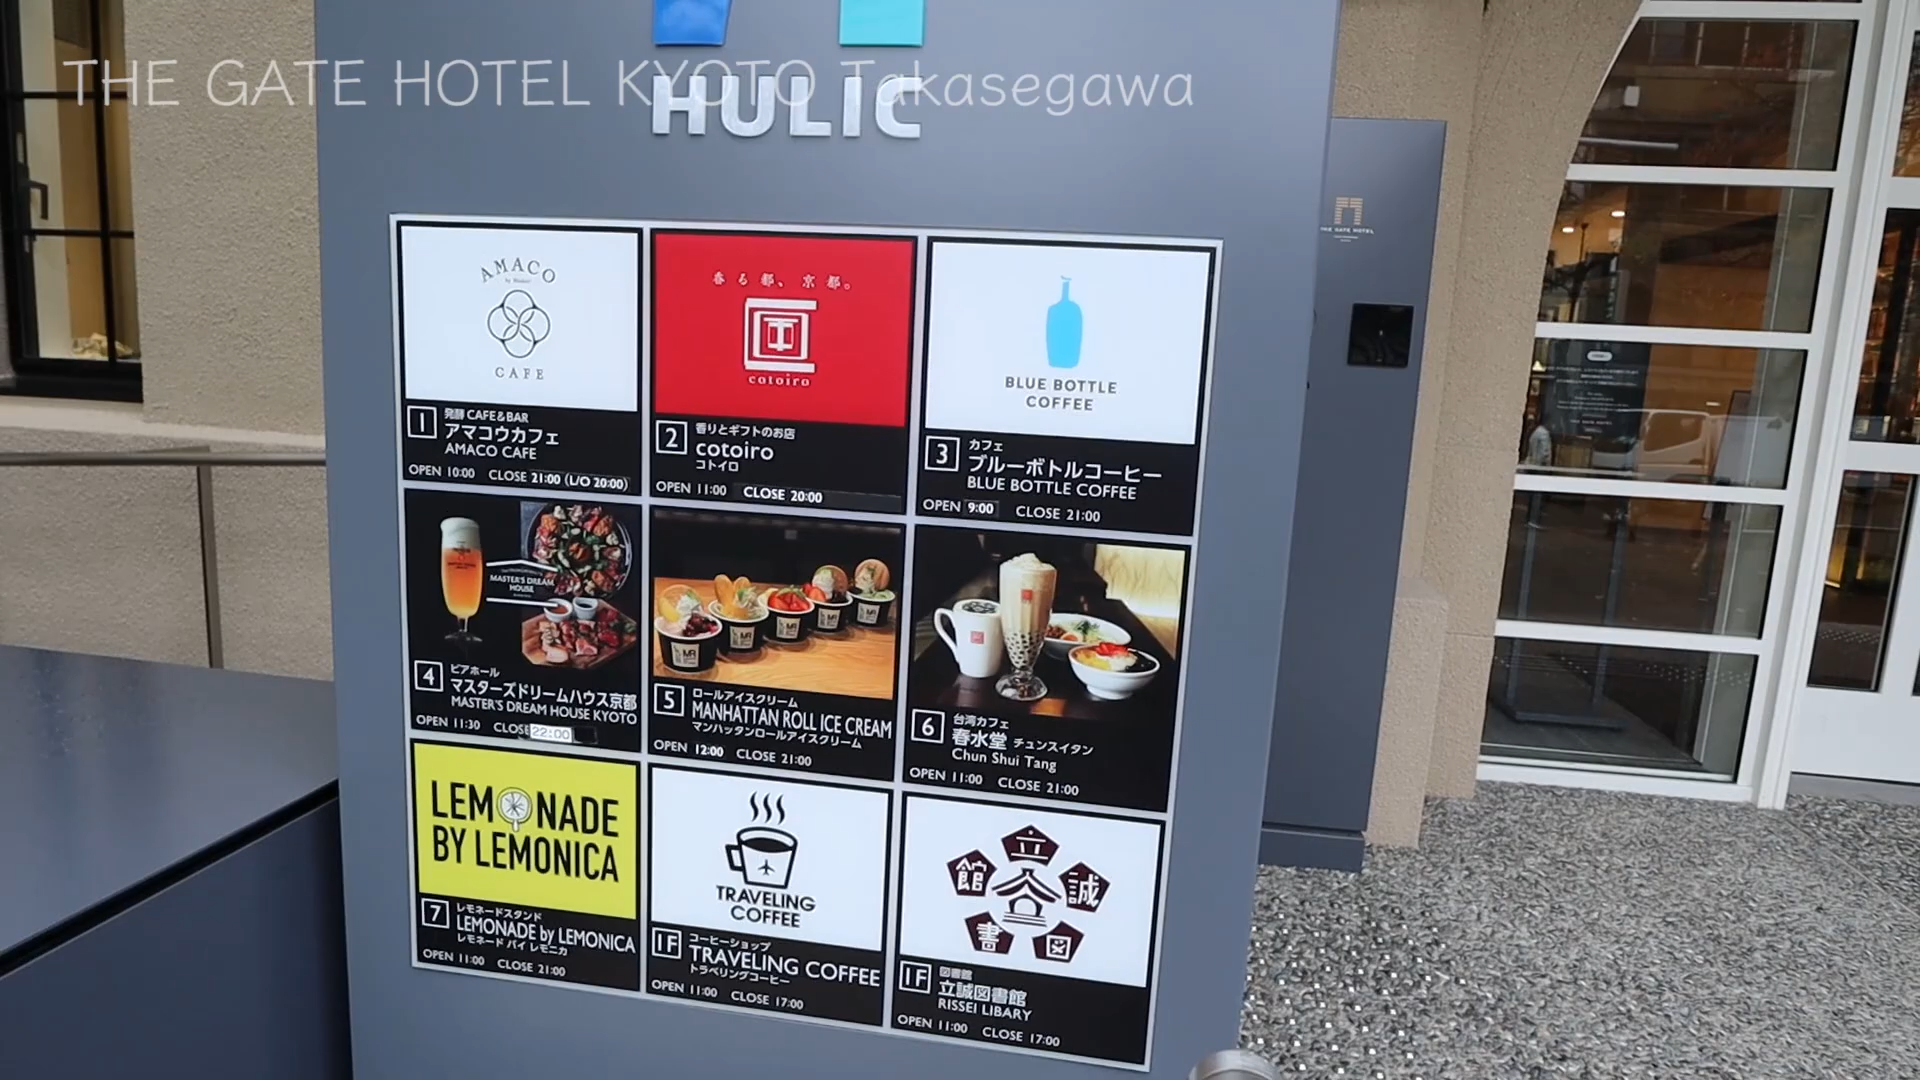 THE GATE HOTEL KYOTO Takasegawa
HULIC
THE GATE HOTEL
AMACO
CAFE
1
発酵 CAFE&BAR
アマコウカフェ
AMACO CAFE
OPEN 10:00 CLOSE 21:00 (L/O 20:00)
香る都、京都。
cotoiro
2
香りとギフトのお店
cotoiro
コトイロ
OPEN 11:00 CLOSE 20:00
BLUE BOTTLE
COFFEE
3
カフェ
ブルーボトルコーヒー
BLUE BOTTLE COFFEE
OPEN 9:00 CLOSE 21:00
MASTER'S DREAM
HOUSE
4
ビアホール
マスターズドリームハウス京都
MASTER'S DREAM HOUSE KYOTO
OPEN 11:30 CLOSE 22:00
5
ロールアイスクリーム
MANHATTAN ROLL ICE CREAM
マンハッタンロールアイスクリーム
OPEN 12:00 CLOSE 21:00
6
台湾カフェ
春水堂 チュンスイタン
Chun Shui Tang
OPEN 11:00 CLOSE 21:00
LEMONADE
BY LEMONICA
7
レモネードスタンド
LEMONADE by LEMONICA
レモネード バイ レモニカ
OPEN 11:00 CLOSE 21:00
TRAVELING
COFFEE
1F
コーヒーショップ
TRAVELING COFFEE
トラベリングコーヒー
OPEN 11:00 CLOSE 17:00
立誠図書館
1F
図書館
立誠図書館
RISSEI LIBARY
OPEN 11:00 CLOSE 17:00